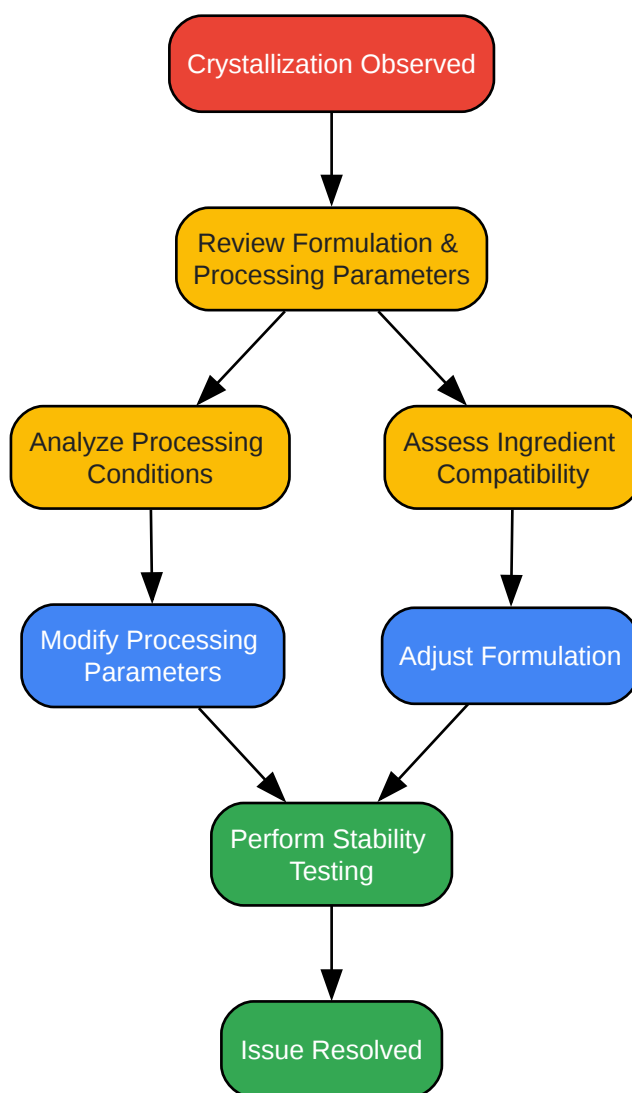 Crystallization Observed
Review Formulation &
Processing Parameters
Analyze Processing
Conditions
Assess Ingredient
Compatibility
Modify Processing
Parameters
Adjust Formulation
Perform Stability
Testing
Issue Resolved